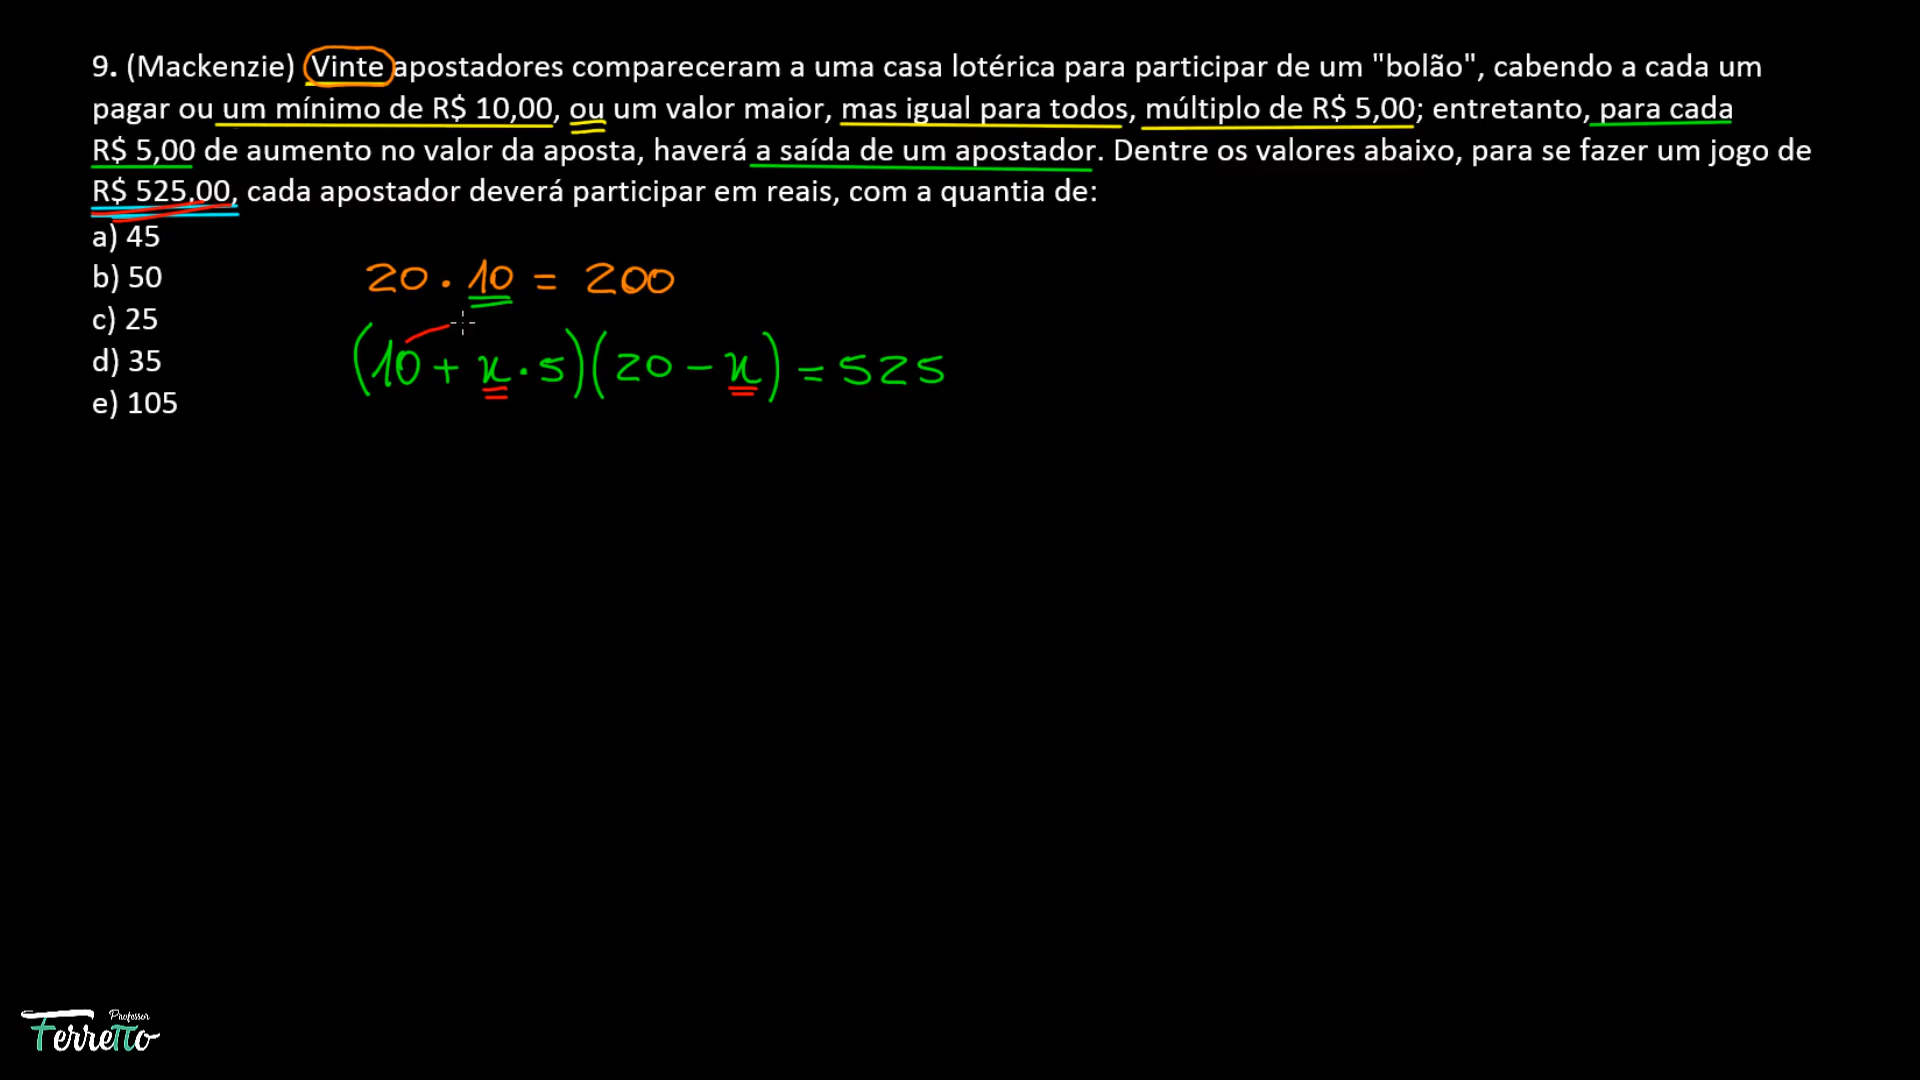 9. (Mackenzie) Vinte apostadores compareceram a uma casa lotérica para participar de um "bolão", cabendo a cada um
pagar ou um mínimo de R$ 10,00, ou um valor maior, mas igual para todos, múltiplo de R$ 5,00; entretanto, para cada
R$ 5,00 de aumento no valor da aposta, haverá a saída de um apostador. Dentre os valores abaixo, para se fazer um jogo de
R$ 525,00, cada apostador deverá participar em reais, com a quantia de:
a) 45
b) 50
c) 25
d) 35
e) 105
20 · 10 = 200
(10 + x · 5)(20 - x) = 525
Professor
Ferretto